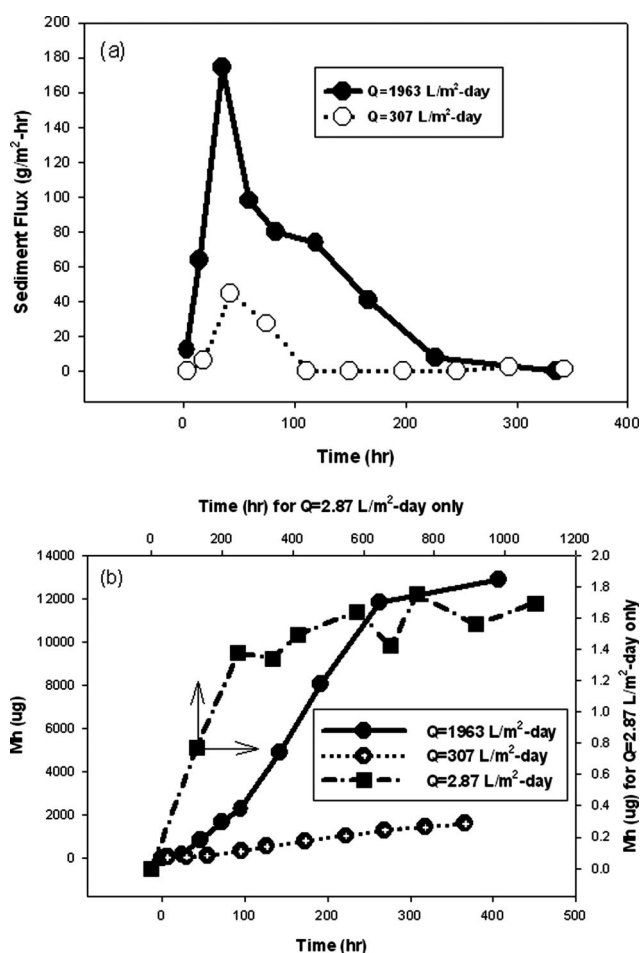 (a)
200
180
160
140
120
100
80
60
40
20
0
Sediment Flux (g/m²-hr)
Q=1963 L/m²-day
Q=307 L/m²-day
0 100 200 300 400
Time (hr)
Time (hr) for Q=2.87 L/m²-day only
0 200 400 600 800 1000 1200
(b)
14000
12000
10000
8000
6000
4000
2000
0
Mh (ug)
2.0
1.8
1.6
1.4
1.2
1.0
0.8
0.6
0.4
0.2
0.0
Mh (ug) for Q=2.87 L/m²-day only
Q=1963 L/m²-day
Q=307 L/m²-day
Q=2.87 L/m²-day
0 100 200 300 400 500
Time (hr)